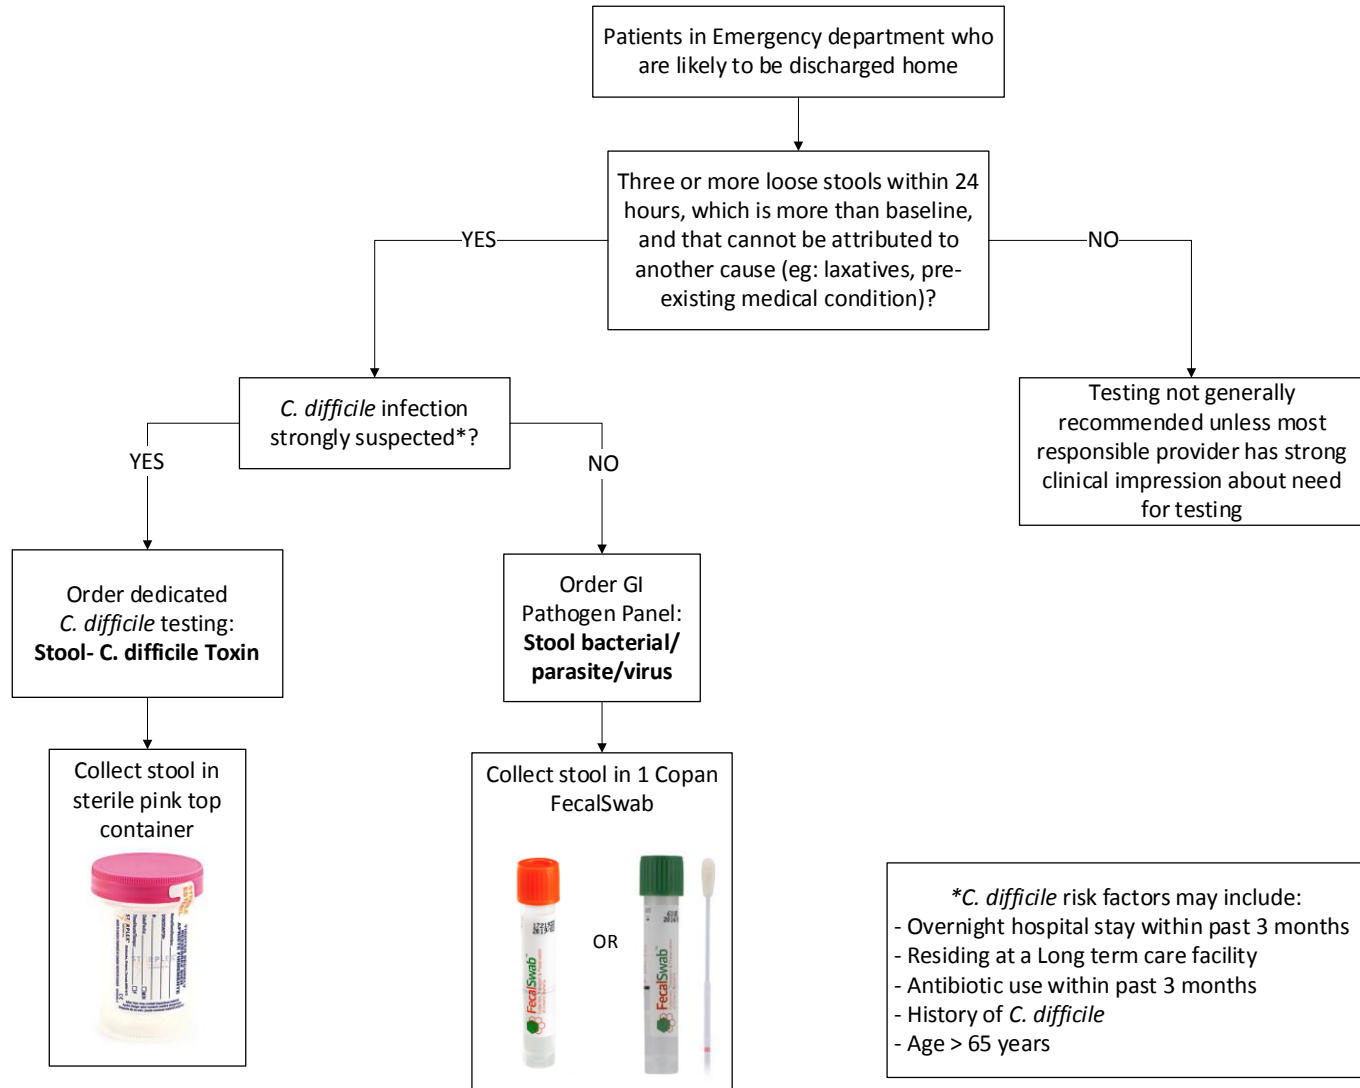 Patients in Emergency department who
are likely to be discharged home
Three or more loose stools within 24
hours, which is more than baseline,
and that cannot be attributed to
another cause (eg: laxatives, pre-
existing medical condition)?
YES
NO
C. difficile infection
strongly suspected*?
Testing not generally
recommended unless most
responsible provider has strong
clinical impression about need
for testing
YES
NO
Order dedicated
C. difficile testing:
Stool- C. difficile Toxin
Order GI
Pathogen Panel:
Stool bacterial/
parasite/virus
Collect stool in
sterile pink top
container
Collect stool in 1 Copan
FecalSwab
STARPLEX
FecalSwab
OR
FecalSwab
*C. difficile risk factors may include:
- Overnight hospital stay within past 3 months
- Residing at a Long term care facility
- Antibiotic use within past 3 months
- History of C. difficile
- Age > 65 years